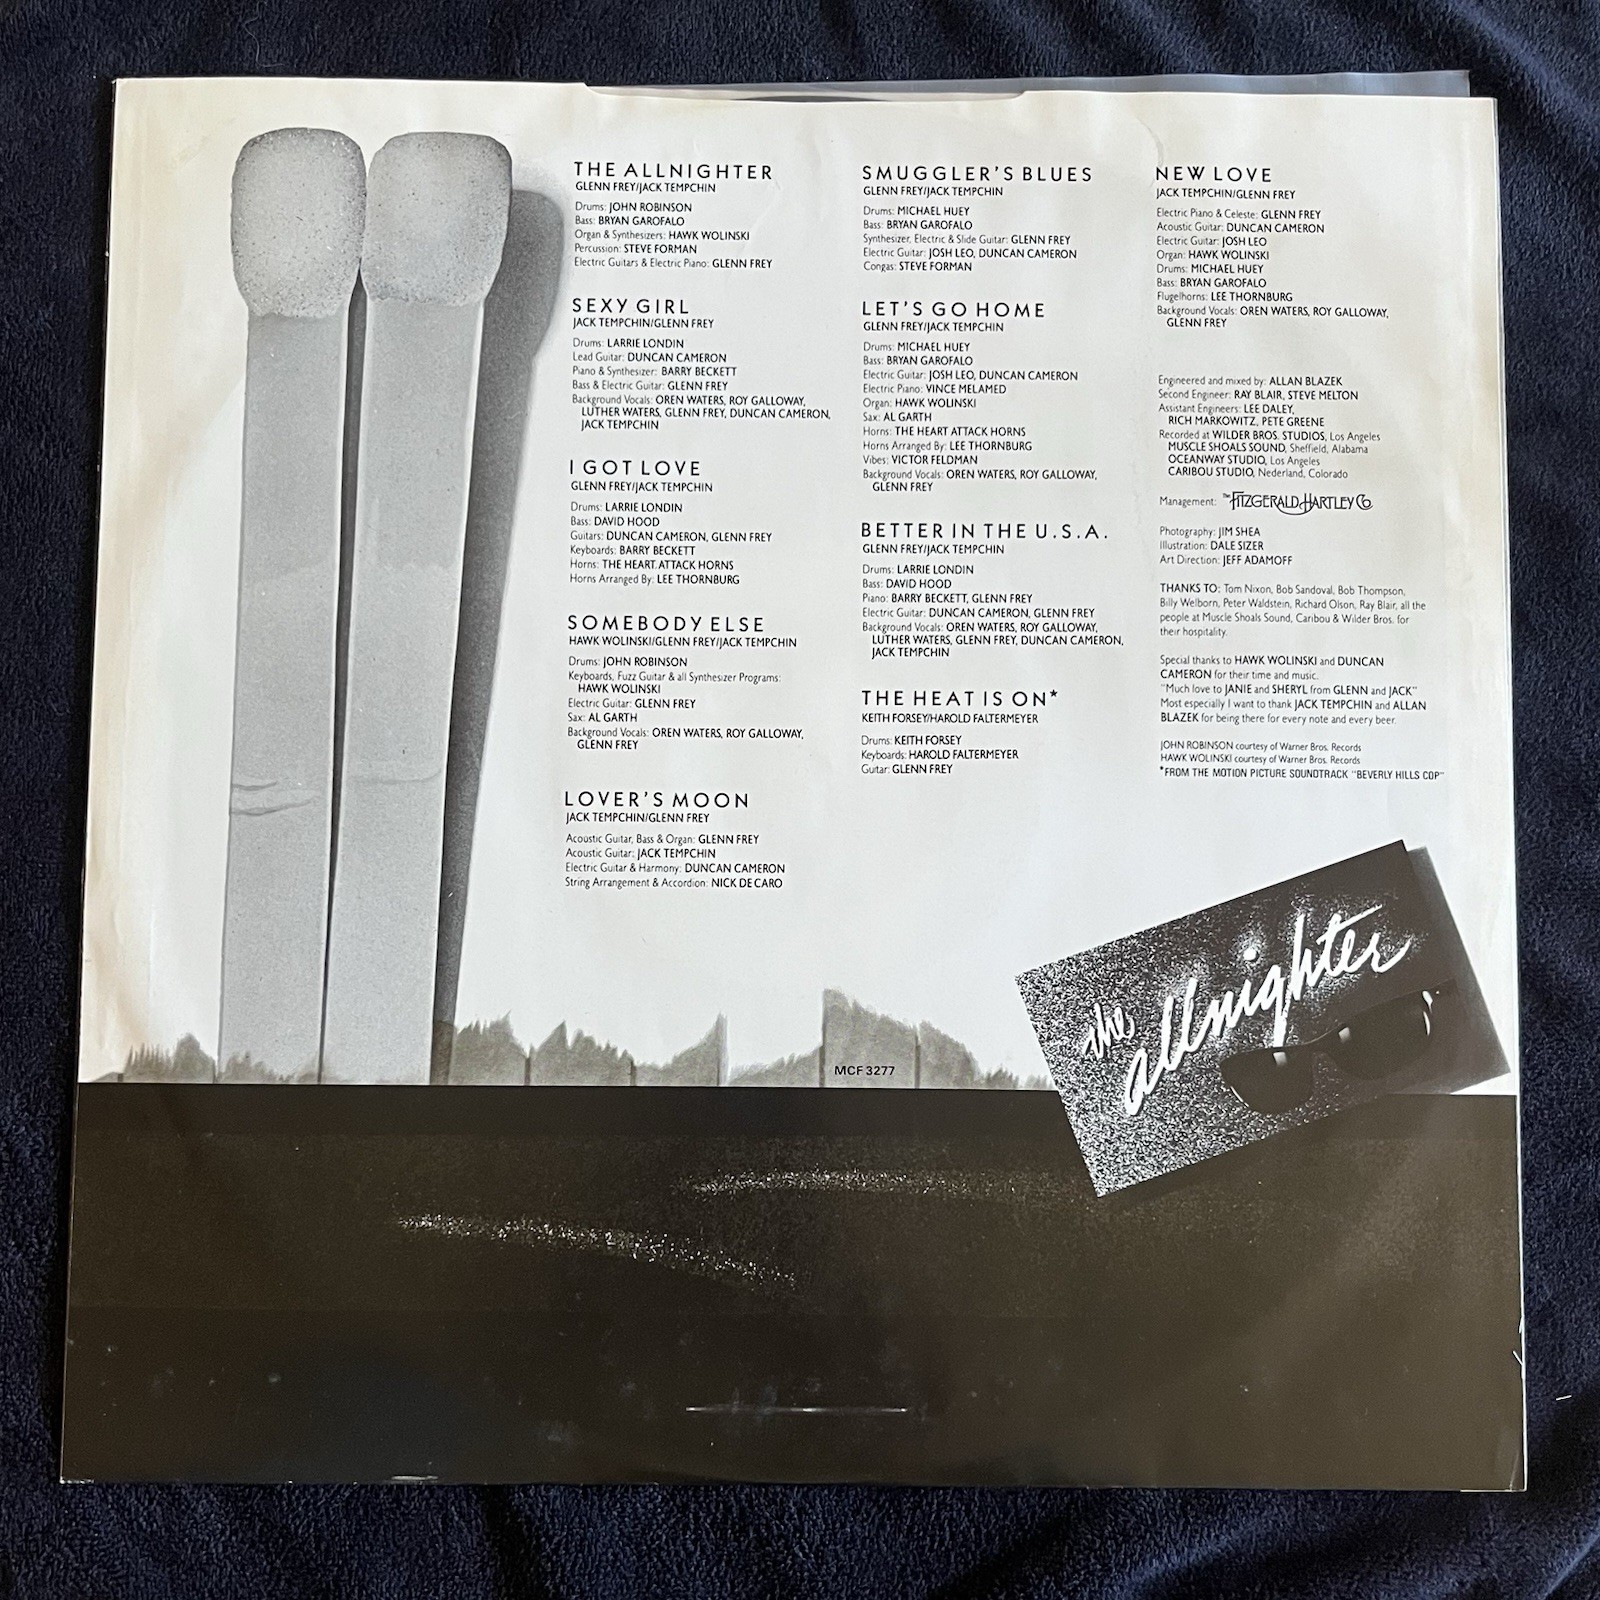 THE ALLNIGHTER
GLENN FREY/JACK TEMPCHIN
Drums: JOHN ROBINSON
Bass: BRYAN GAROFALO
Organ & Synthesizers: HAWK WOLINSKI
Percussion: STEVE FORMAN
Electric Guitars & Electric Piano: GLENN FREY
SEXY GIRL
JACK TEMPCHIN/GLENN FREY
Drums: LARRIE LONDIN
Lead Guitar: DUNCAN CAMERON
Piano & Synthesizer: BARRY BECKETT
Bass & Electric Guitar: GLENN FREY
Background Vocals: OREN WATERS, ROY GALLOWAY,
LUTHER WATERS, GLENN FREY, DUNCAN CAMERON,
JACK TEMPCHIN
I GOT LOVE
GLENN FREY/JACK TEMPCHIN
Drums: LARRIE LONDIN
Bass: DAVID HOOD
Guitars: DUNCAN CAMERON, GLENN FREY
Keyboards: BARRY BECKETT
Horns: THE HEART ATTACK HORNS
Horns Arranged By: LEE THORNBURG
SOMEBODY ELSE
HAWK WOLINSKI/GLENN FREY/JACK TEMPCHIN
Drums: JOHN ROBINSON
Keyboards, Fuzz Guitar & all Synthesizer Programs:
HAWK WOLINSKI
Electric Guitar: GLENN FREY
Sax: AL GARTH
Background Vocals: OREN WATERS, ROY GALLOWAY,
GLENN FREY
LOVER'S MOON
JACK TEMPCHIN/GLENN FREY
Acoustic Guitar, Bass & Organ: GLENN FREY
Acoustic Guitar: JACK TEMPCHIN
Electric Guitar & Harmony: DUNCAN CAMERON
String Arrangement & Accordion: NICK DE CARO
SMUGGLER'S BLUES
GLENN FREY/JACK TEMPCHIN
Drums: MICHAEL HUEY
Bass: BRYAN GAROFALO
Synthesizer, Electric & Slide Guitar: GLENN FREY
Electric Guitar: JOSH LEO, DUNCAN CAMERON
Congas: STEVE FORMAN
LET'S GO HOME
GLENN FREY/JACK TEMPCHIN
Drums: MICHAEL HUEY
Bass: BRYAN GAROFALO
Electric Guitar: JOSH LEO, DUNCAN CAMERON
Electric Piano: VINCE MELAMED
Organ: HAWK WOLINSKI
Sax: AL GARTH
Horns: THE HEART ATTACK HORNS
Horns Arranged By: LEE THORNBURG
Vibes: VICTOR FELDMAN
Background Vocals: OREN WATERS, ROY GALLOWAY,
GLENN FREY
BETTER IN THE U.S.A.
GLENN FREY/JACK TEMPCHIN
Drums: LARRIE LONDIN
Bass: DAVID HOOD
Piano: BARRY BECKETT, GLENN FREY
Electric Guitar: DUNCAN CAMERON, GLENN FREY
Background Vocals: OREN WATERS, ROY GALLOWAY,
LUTHER WATERS, GLENN FREY, DUNCAN CAMERON,
JACK TEMPCHIN
THE HEAT IS ON*
KEITH FORSEY/HAROLD FALTERMEYER
Drums: KEITH FORSEY
Keyboards: HAROLD FALTERMEYER
Guitar: GLENN FREY
NEW LOVE
JACK TEMPCHIN/GLENN FREY
Electric Piano & Celeste: GLENN FREY
Acoustic Guitar: DUNCAN CAMERON
Electric Guitar: JOSH LEO
Organ: HAWK WOLINSKI
Drums: MICHAEL HUEY
Bass: BRYAN GAROFALO
Flugelhorns: LEE THORNBURG
Background Vocals: OREN WATERS, ROY GALLOWAY,
GLENN FREY
Engineered and mixed by: ALLAN BLAZEK
Second Engineer: RAY BLAIR, STEVE MELTON
Assistant Engineers: LEE DALEY,
RICH MARKOWITZ, PETE GREENE
Recorded at WILDER BROS. STUDIOS, Los Angeles
MUSCLE SHOALS SOUND, Sheffield, Alabama
OCEANWAY STUDIO, Los Angeles
CARIBOU STUDIO, Nederland, Colorado
Management: The FITZGERALD HARTLEY Co
Photography: JIM SHEA
Illustration: DALE SIZER
Art Direction: JEFF ADAMOFF
THANKS TO: Tom Nixon, Bob Sandoval, Bob Thompson,
Billy Welborn, Peter Waldstein, Richard Olson, Ray Blair, all the
people at Muscle Shoals Sound, Caribou & Wilder Bros. for
their hospitality.
Special thanks to HAWK WOLINSKI and DUNCAN
CAMERON for their time and music.
"Much love to JANIE and SHERYL from GLENN and JACK"
Most especially I want to thank JACK TEMPCHIN and ALLAN
BLAZEK for being there for every note and every beer.
JOHN ROBINSON courtesy of Warner Bros. Records
HAWK WOLINSKI courtesy of Warner Bros. Records
*FROM THE MOTION PICTURE SOUNDTRACK "BEVERLY HILLS COP"
the
allnighter
MCF 3277